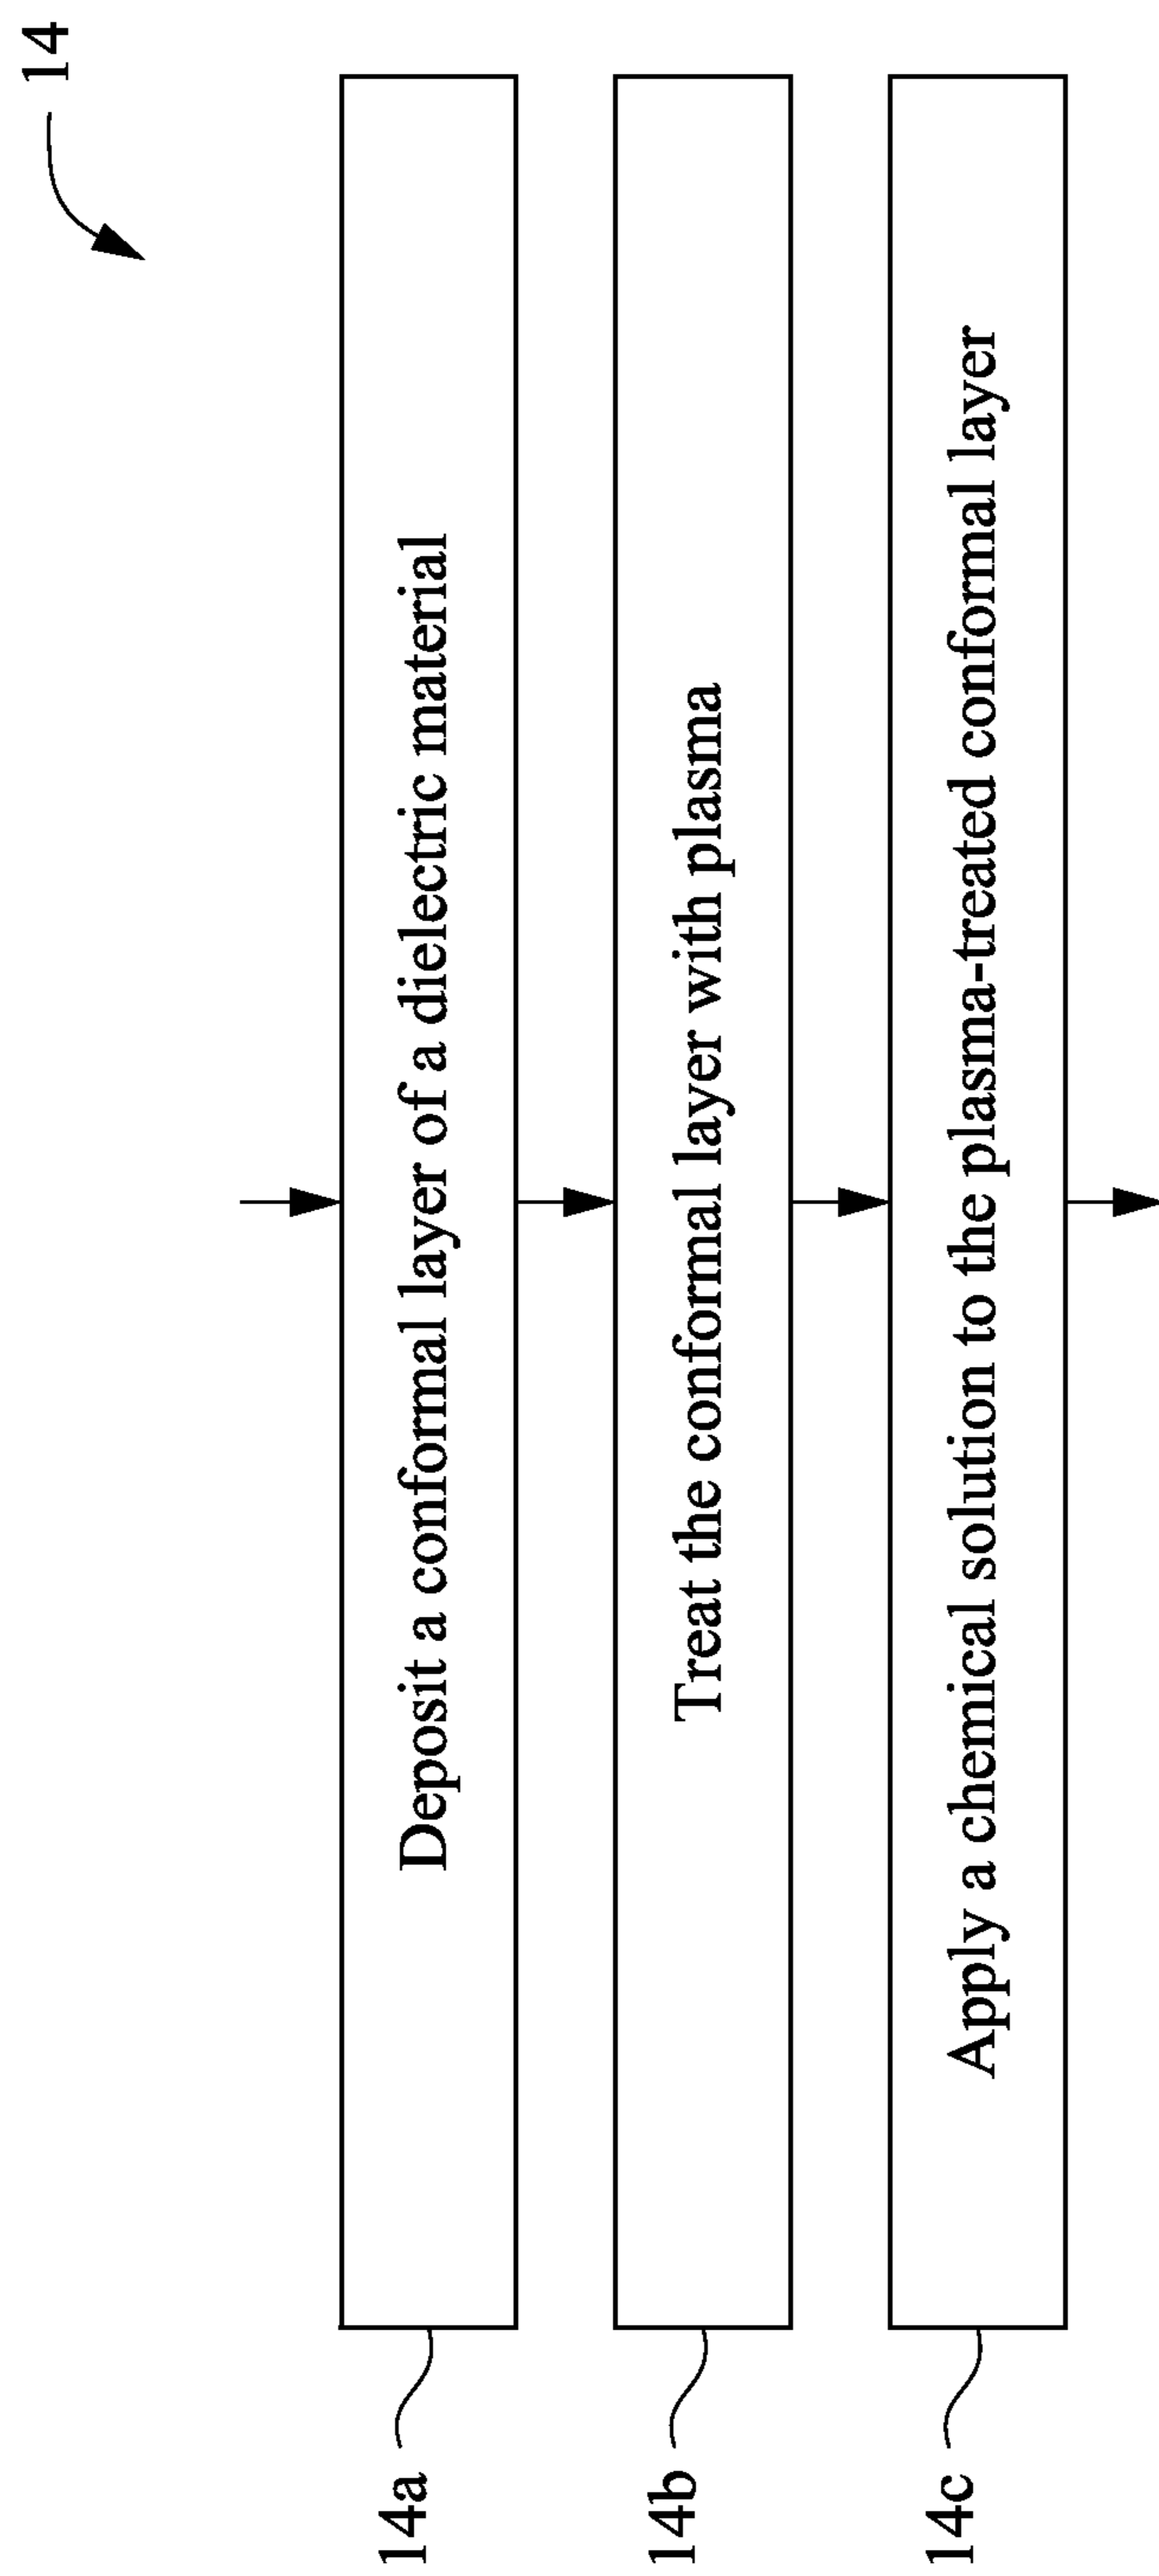 14
14a
Deposit a conformal layer of a dielectric material
14b
Treat the conformal layer with plasma
14c
Apply a chemical solution to the plasma-treated conformal layer